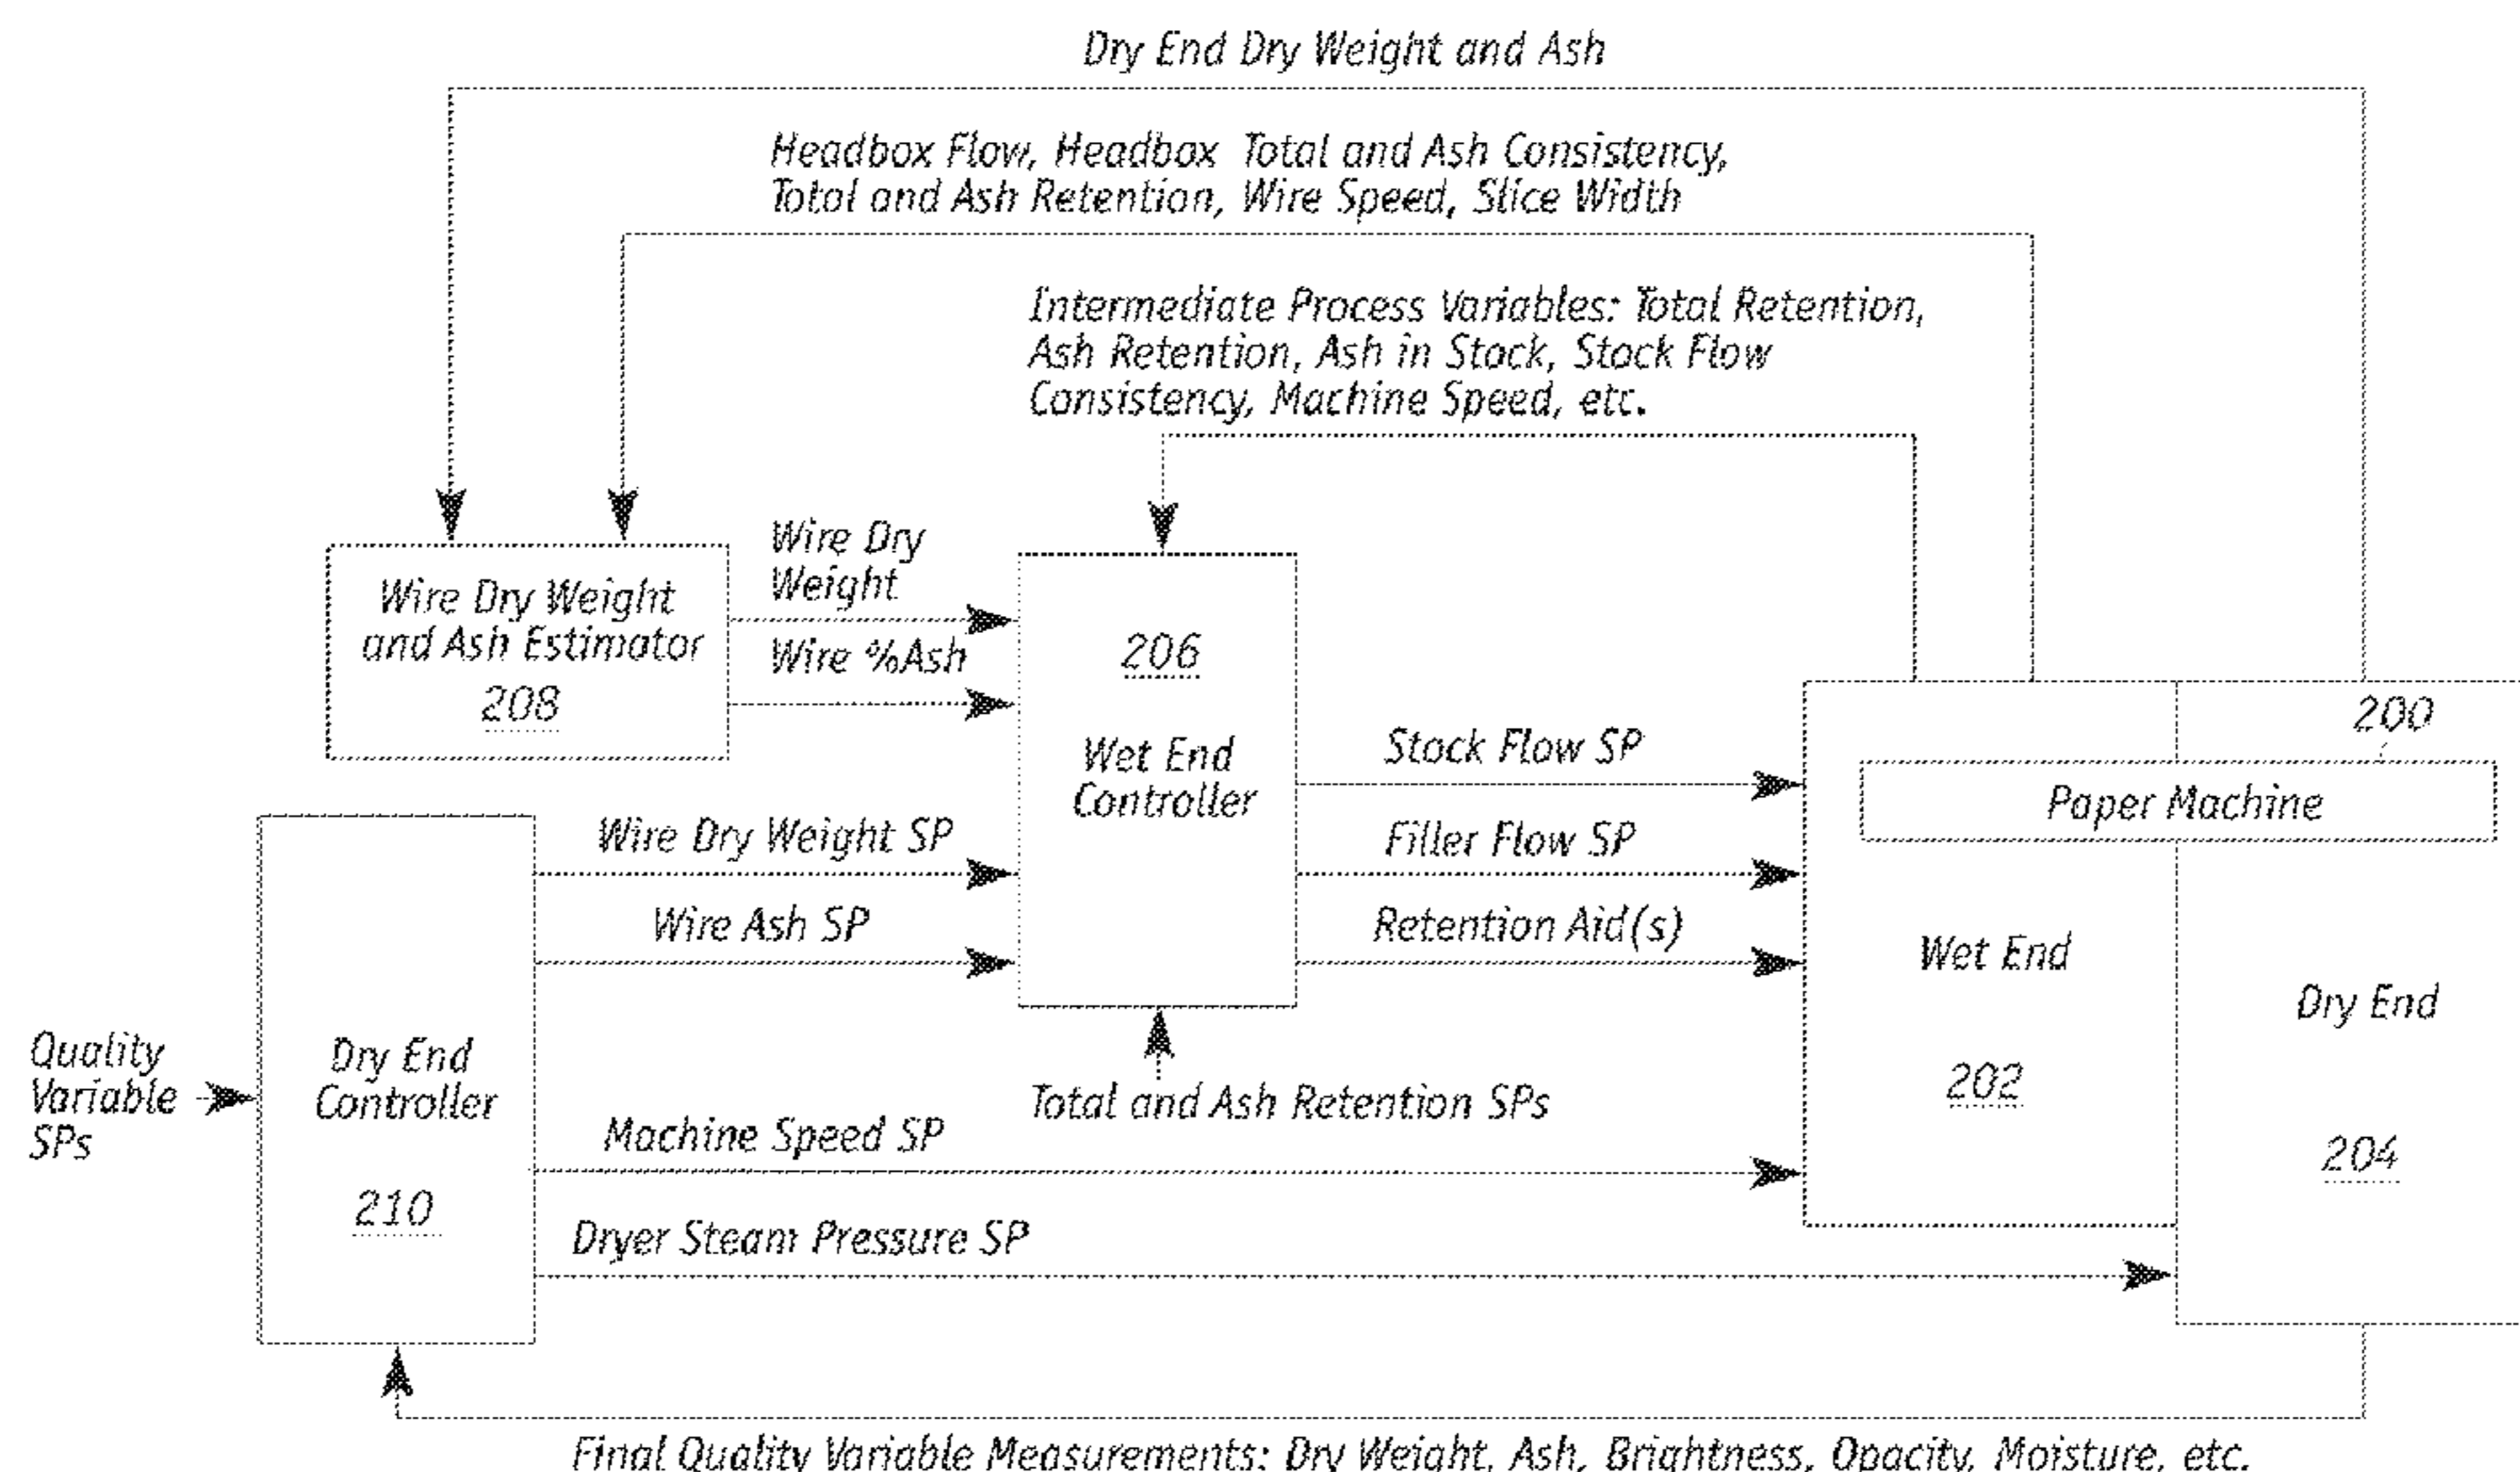 Dry End Dry Weight and Ash
Headbox Flow, Headbox Total and Ash Consistency,
Total and Ash Retention, Wire Speed, Slice Width
Intermediate Process Variables: Total Retention,
Ash Retention, Ash in Stock, Stock Flow
Consistency, Machine Speed, etc.
Wire Dry Weight
and Ash Estimator
208
Wire Dry
Weight
Wire %Ash
206
Wet End
Controller
Stock Flow SP
Filler Flow SP
Retention Aid(s)
200
Paper Machine
Wet End
202
Dry End
204
Wire Dry Weight SP
Wire Ash SP
Quality
Variable
SPs
Dry End
Controller
210
Total and Ash Retention SPs
Machine Speed SP
Dryer Steam Pressure SP
Final Quality Variable Measurements: Dry Weight, Ash, Brightness, Opacity, Moisture, etc.